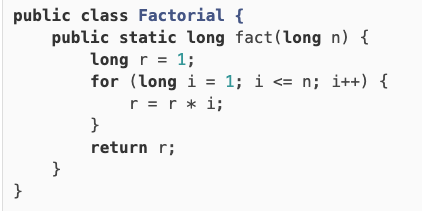 public class Factorial {
    public static long fact(long n) {
        long r = 1;
        for (long i = 1; i <= n; i++) {
            r = r * i;
        }
        return r;
    }
}